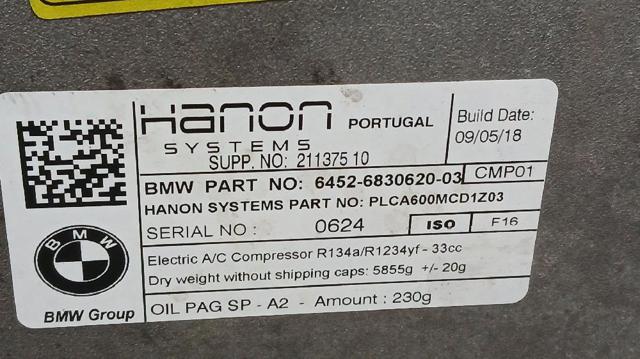 Hanon
SYSTEMS PORTUGAL
Build Date:
09/05/18
SUPP. NO: 211375 10
BMW PART NO: 6452-6830620-03 CMP01
HANON SYSTEMS PART NO: PLCA600MCD1Z03
SERIAL NO : 0624 ISO F16
Electric A/C Compressor R134a/R1234yf - 33cc
Dry weight without shipping caps: 5855g +/- 20g
OIL PAG SP - A2 - Amount : 230g
BMW
BMW Group